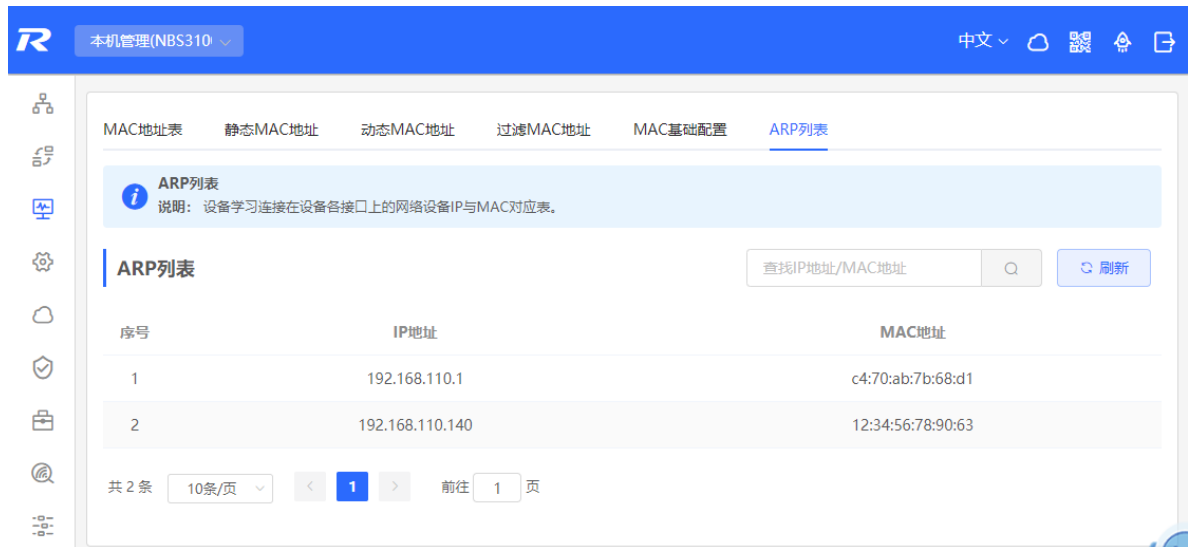 本机管理(NBS310 中文
MAC地址表 静态MAC地址 动态MAC地址 过滤MAC地址 MAC基础配置 ARP列表
ARP列表
说明： 设备学习连接在设备各接口上的网络设备IP与MAC对应表。
ARP列表 查找IP地址/MAC地址 刷新
序号 IP地址 MAC地址
1 192.168.110.1 c4:70:ab:7b:68:d1
2 192.168.110.140 12:34:56:78:90:63
共 2 条 10条/页 1 前往 1 页